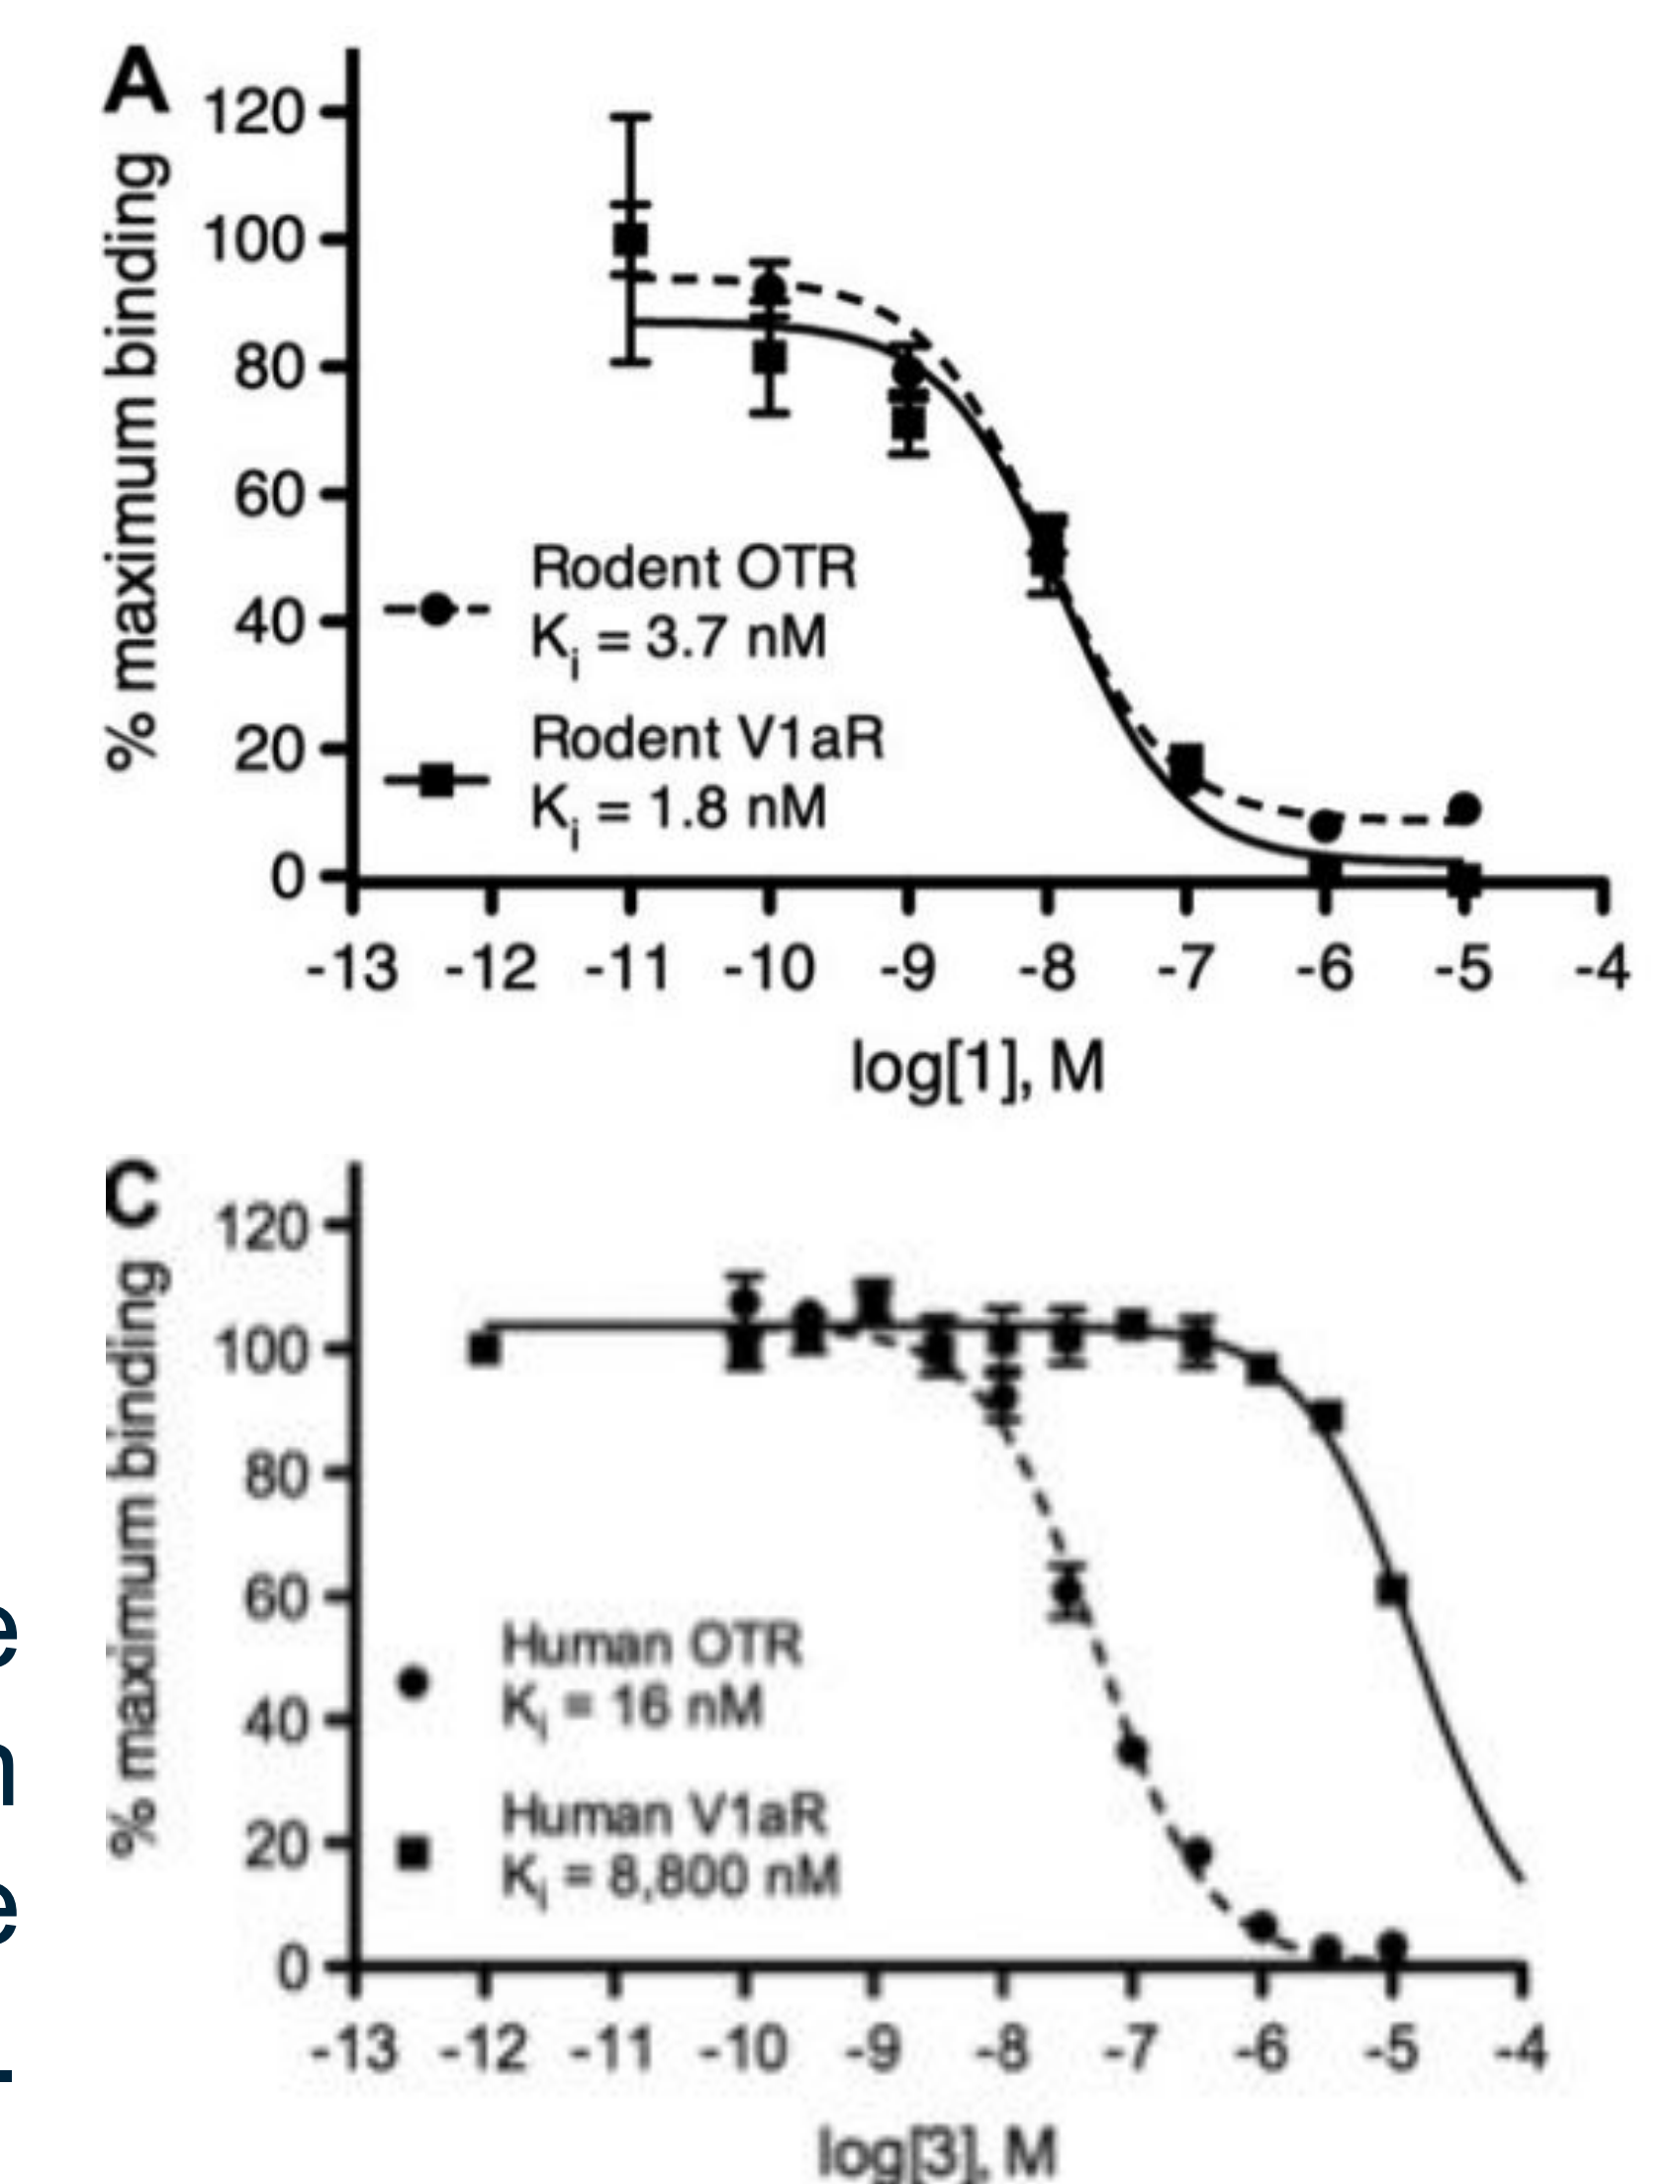 A
% maximum binding
120
100
80
60
40
20
0
Rodent OTR
Ki = 3.7 nM
Rodent V1aR
Ki = 1.8 nM
-13 -12 -11 -10 -9 -8 -7 -6 -5 -4
log[1], M
C
% maximum binding
120
100
80
60
40
20
0
Human OTR
Ki = 16 nM
Human V1aR
Ki = 8,800 nM
-13 -12 -11 -10 -9 -8 -7 -6 -5 -4
log[3], M
e
e
.